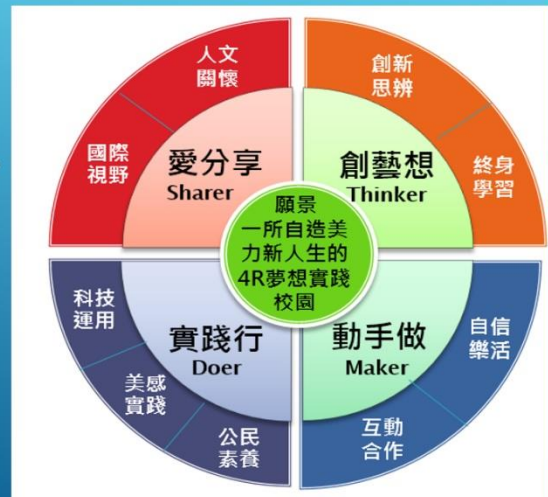 人文
關懷
國際
視野
愛分享
Sharer
創新
思辨
終身
學習
創藝想
Thinker
願景
一所自造美
力新人生的
4R夢想實踐
校園
科技
運用
美感
實踐
公民
素養
實踐行
Doer
動手做
Maker
自信
樂活
互動
合作